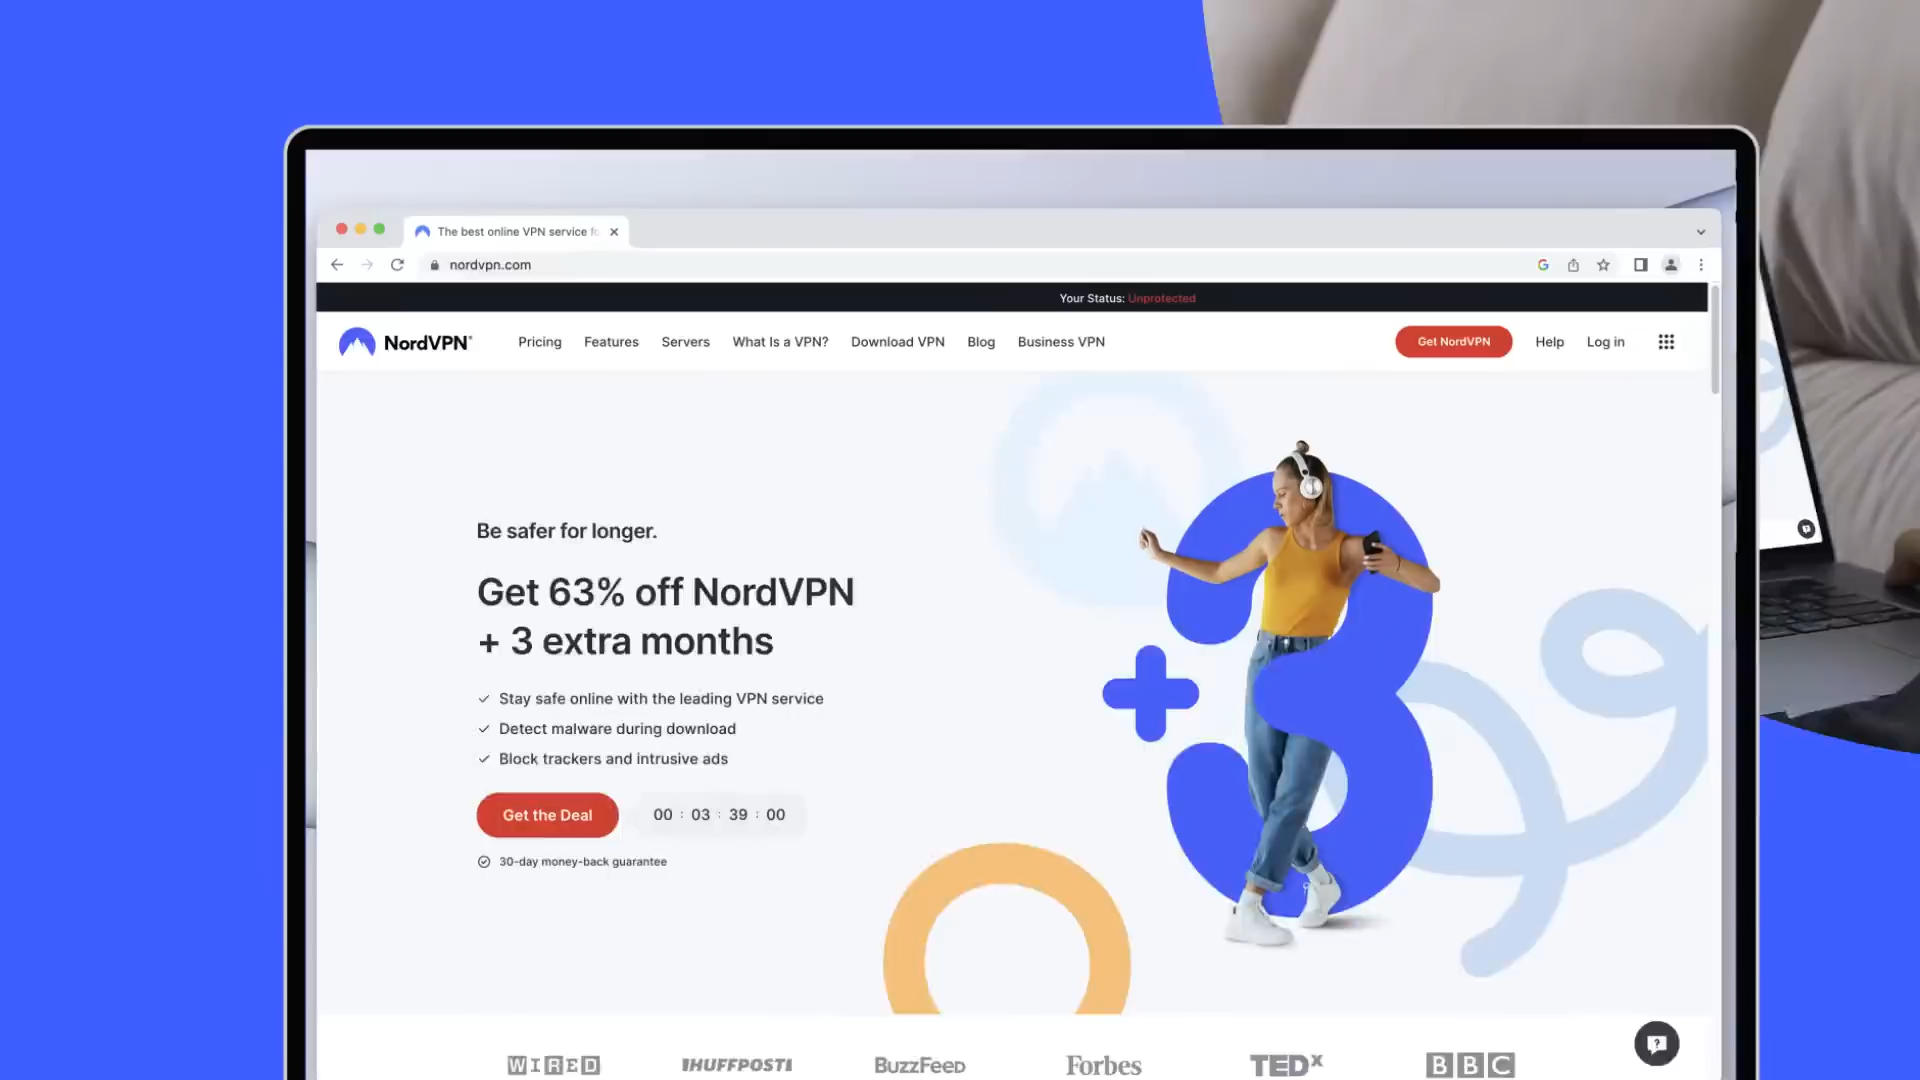 The best online VPN service fo
nordvpn.com
Your Status: Unprotected
NordVPN®
Pricing
Features
Servers
What Is a VPN?
Download VPN
Blog
Business VPN
Get NordVPN
Help
Log in
Be safer for longer.
Get 63% off NordVPN
+ 3 extra months
Stay safe online with the leading VPN service
Detect malware during download
Block trackers and intrusive ads
Get the Deal
00 : 03 : 39 : 00
30-day money-back guarantee
+3
WIRED
HUFFPOST
BuzzFeed
Forbes
TEDx
BBC